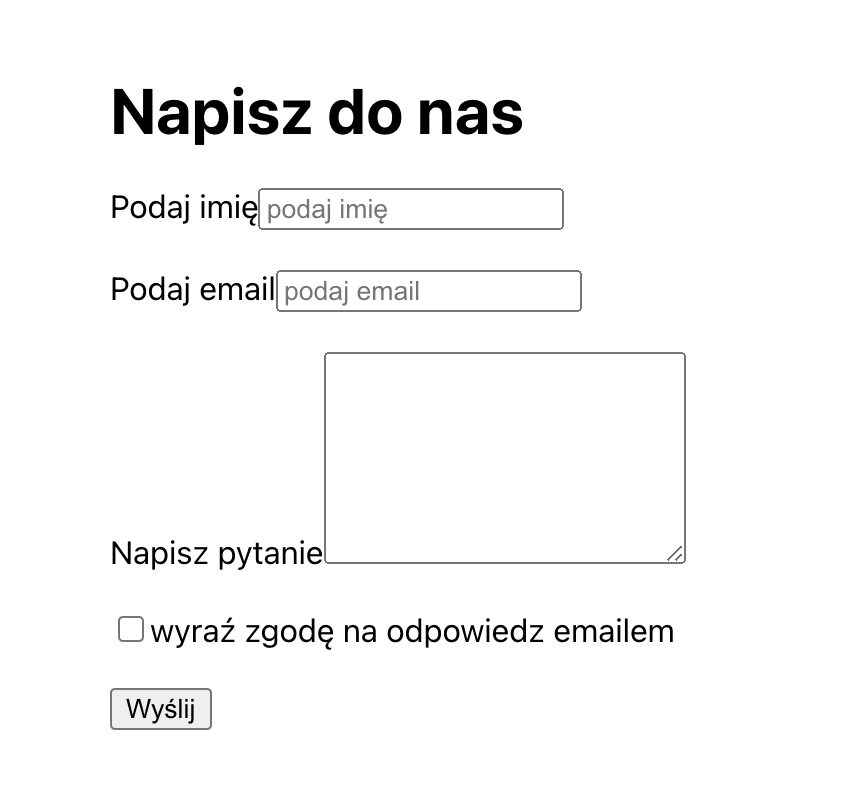 Napisz do nas
Podaj imię podaj imię
Podaj email podaj email
Napisz pytanie
wyraź zgodę na odpowiedz emailem
Wyślij